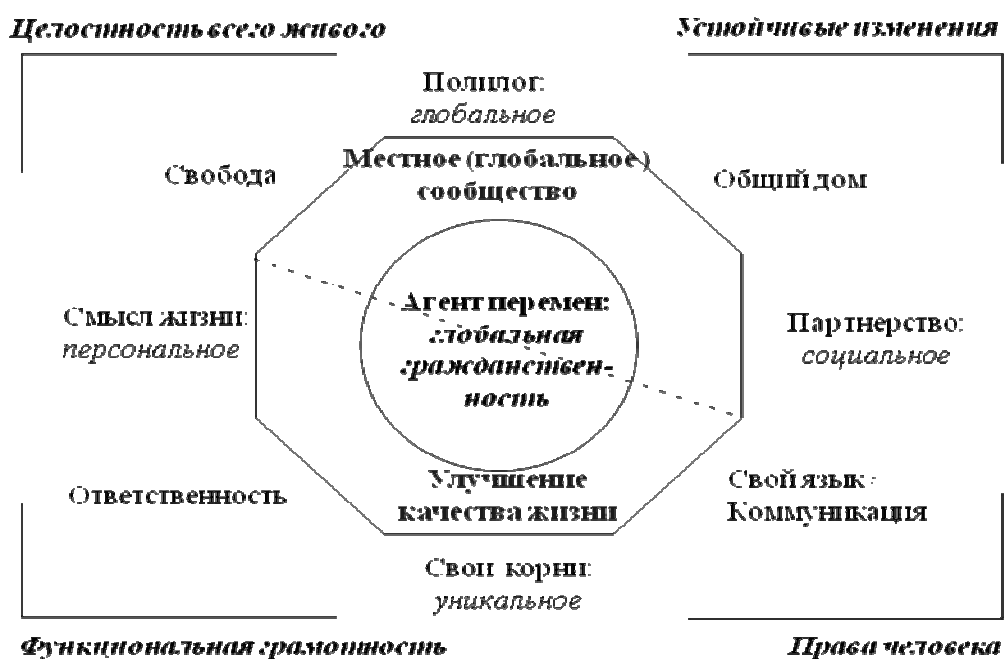 Целостность всего живого
Устойчивые изменения
Полилог:
глобальное
Местное (глобальное)
сообщество
Свобода
Общий дом
Агент перемен:
глобальная
гражданствен-
ность
Смысл жизни:
персональное
Партнерство:
социальное
Улучшение
качества жизни
Ответственность
Свой язык:
Коммуникация
Свои корни:
уникальное
Функциональная грамотность
Права человека